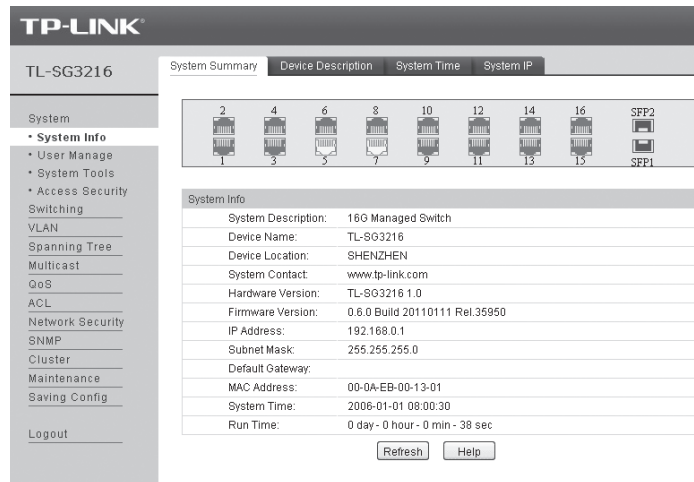 TP-LINK®
TL-SG3216
System Summary Device Description System Time System IP
2 4 6 8 10 12 14 16 SFP2
1 3 5 7 9 11 13 15 SFP1
System
• System Info
• User Manage
• System Tools
• Access Security
Switching
VLAN
Spanning Tree
Multicast
QoS
ACL
Network Security
SNMP
Cluster
Maintenance
Saving Config
Logout
System Info
System Description: 16G Managed Switch
Device Name: TL-SG3216
Device Location: SHENZHEN
System Contact: www.tp-link.com
Hardware Version: TL-SG3216 1.0
Firmware Version: 0.6.0 Build 20110111 Rel.35950
IP Address: 192.168.0.1
Subnet Mask: 255.255.255.0
Default Gateway:
MAC Address: 00-0A-EB-00-13-01
System Time: 2006-01-01 08:00:30
Run Time: 0 day - 0 hour - 0 min - 38 sec
Refresh Help